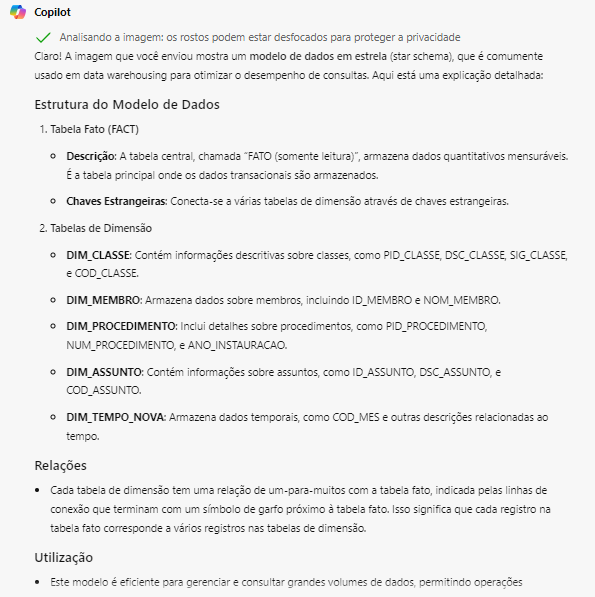 Copilot
Analisando a imagem: os rostos podem estar desfocados para proteger a privacidade
Claro! A imagem que você enviou mostra um modelo de dados em estrela (star schema), que é comumente
usado em data warehousing para otimizar o desempenho de consultas. Aqui está uma explicação detalhada:
Estrutura do Modelo de Dados
1. Tabela Fato (FACT)
Descrição: A tabela central, chamada "FATO (somente leitura)", armazena dados quantitativos mensuráveis.
É a tabela principal onde os dados transacionais são armazenados.
Chaves Estrangeiras: Conecta-se a várias tabelas de dimensão através de chaves estrangeiras.
2. Tabelas de Dimensão
DIM_CLASSE: Contém informações descritivas sobre classes, como PID_CLASSE, DSC_CLASSE, SIG_CLASSE,
e COD_CLASSE.
DIM_MEMBRO: Armazena dados sobre membros, incluindo ID_MEMBRO e NOM_MEMBRO.
DIM_PROCEDIMENTO: Inclui detalhes sobre procedimentos, como PID_PROCEDIMENTO,
NUM_PROCEDIMENTO, e ANO_INSTAURACAO.
DIM_ASSUNTO: Contém informações sobre assuntos, como ID_ASSUNTO, DSC_ASSUNTO, e
COD_ASSUNTO.
DIM_TEMPO_NOVA: Armazena dados temporais, como COD_MES e outras descrições relacionadas ao
tempo.
Relações
Cada tabela de dimensão tem uma relação de um-para-muitos com a tabela fato, indicada pelas linhas de
conexão que terminam com um símbolo de garfo próximo à tabela fato. Isso significa que cada registro na
tabela fato corresponde a vários registros nas tabelas de dimensão.
Utilização
Este modelo é eficiente para gerenciar e consultar grandes volumes de dados, permitindo operações